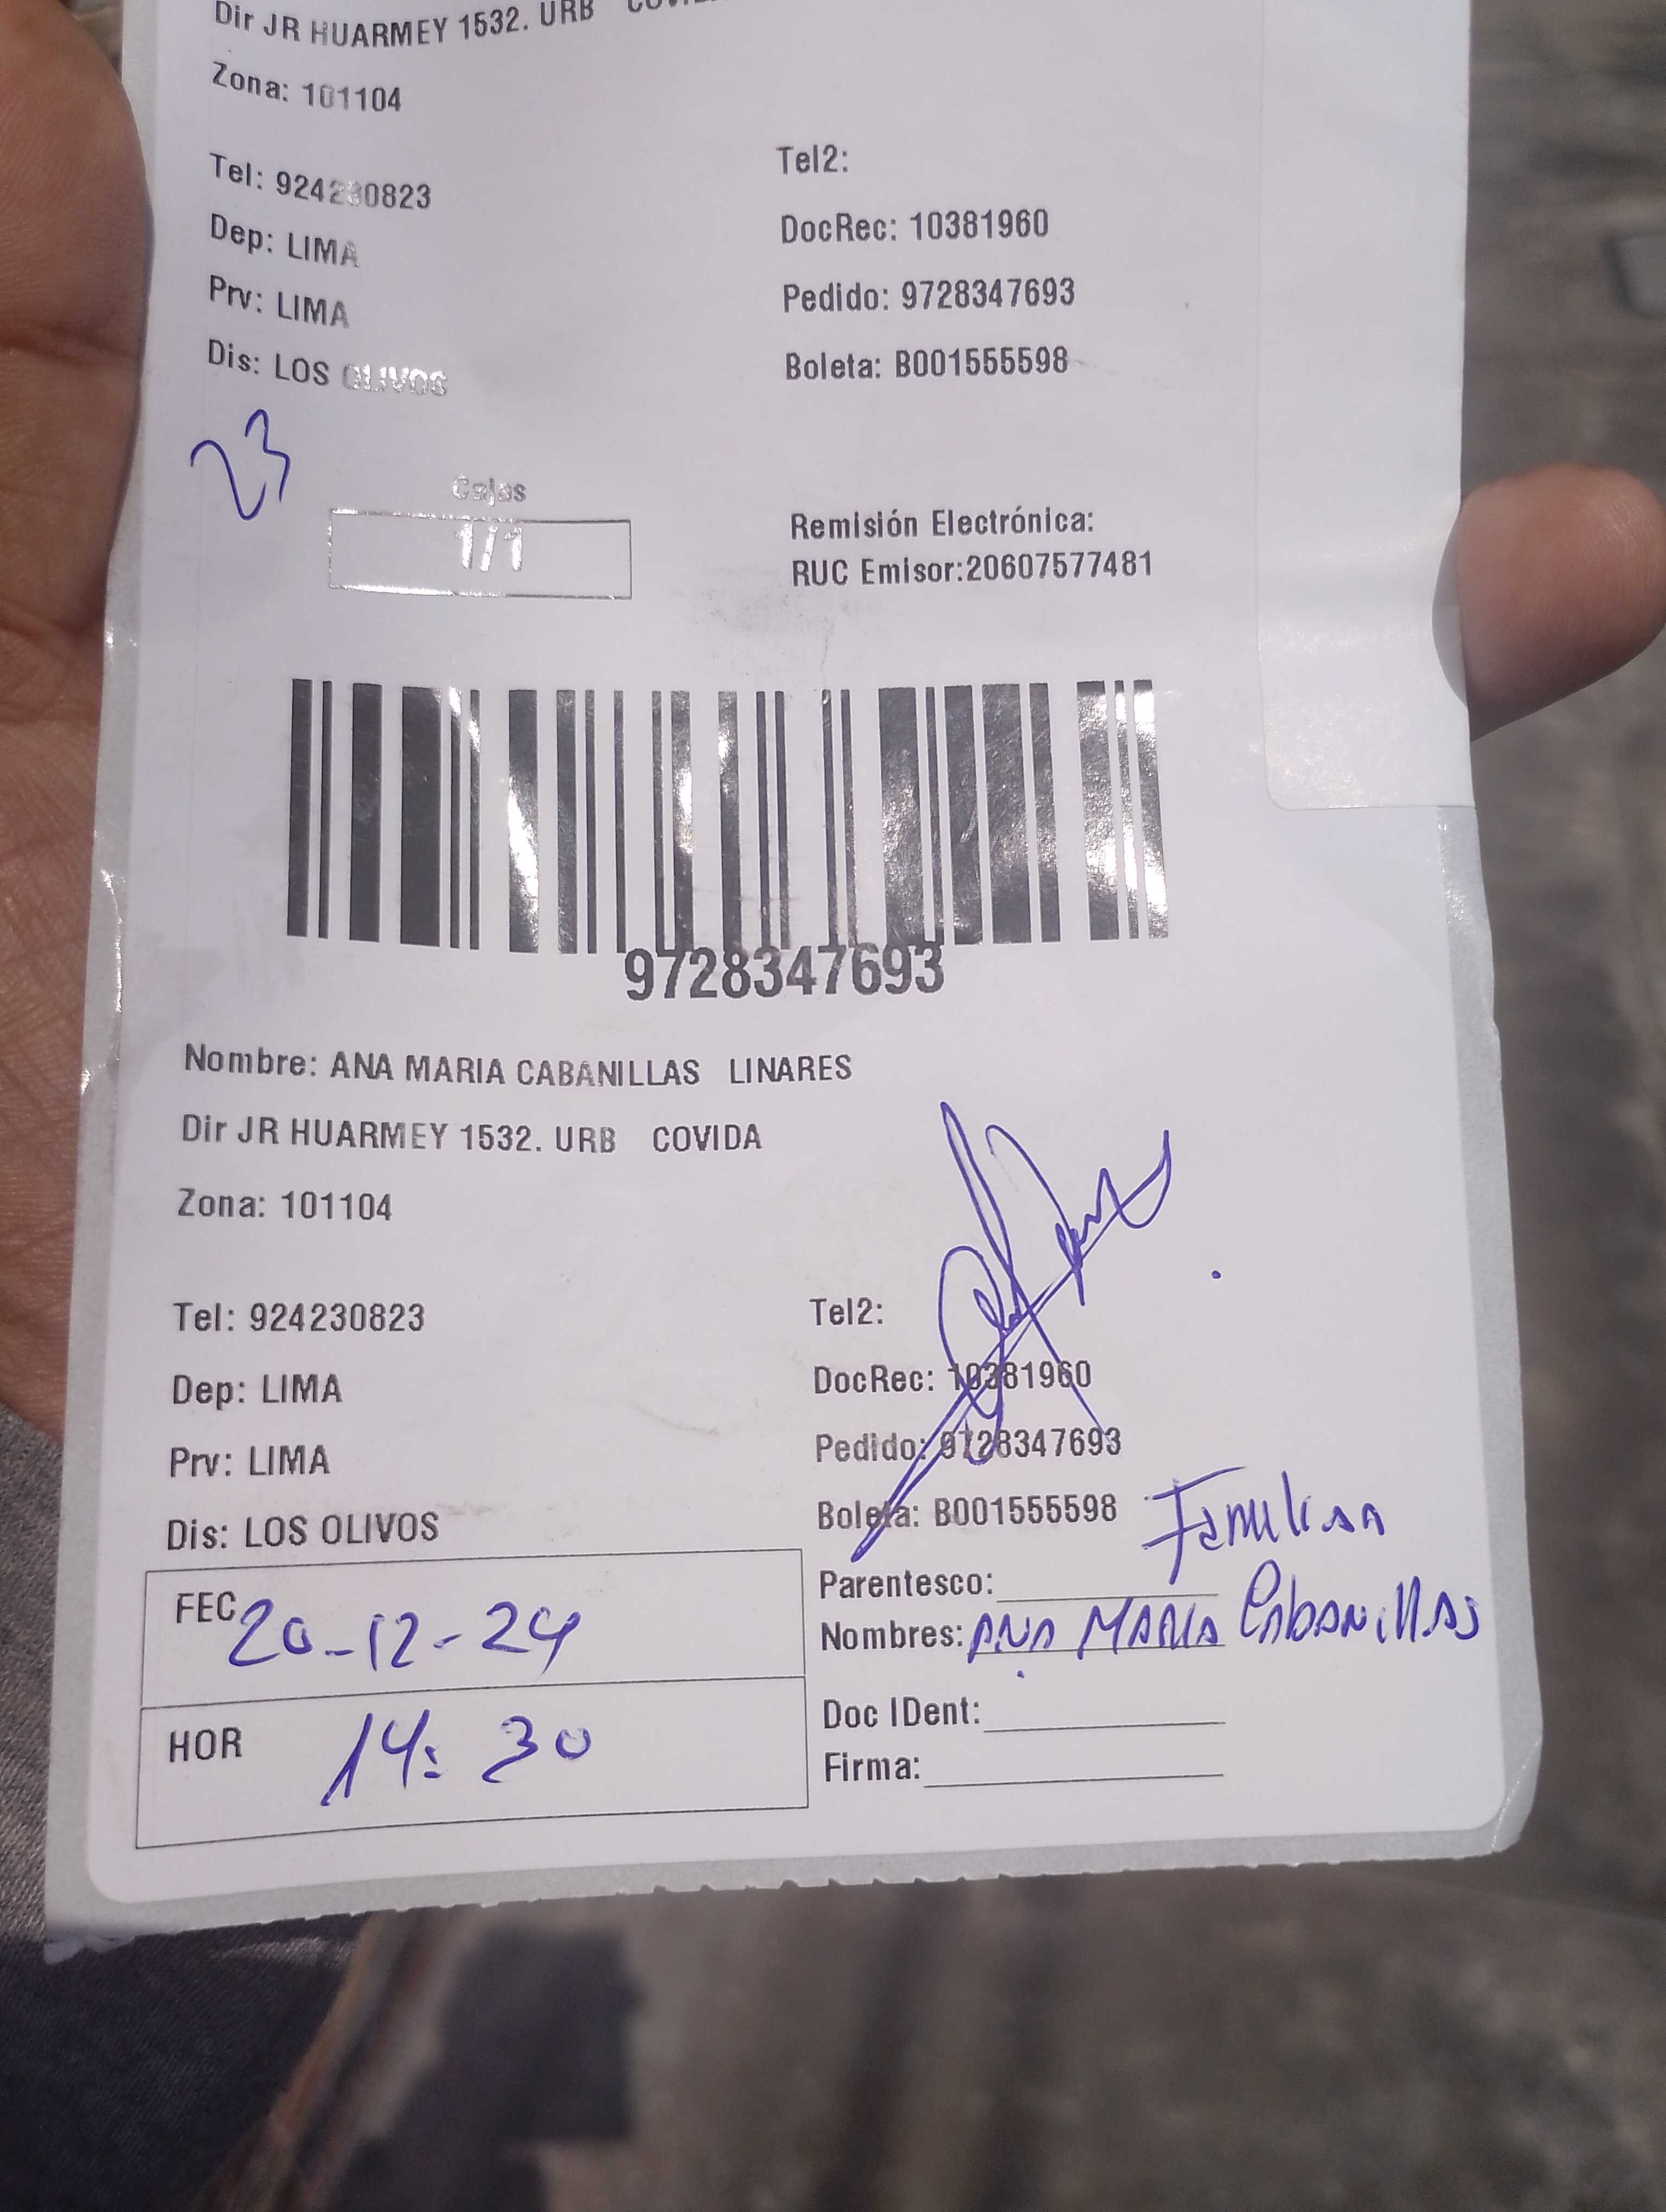 Dir JR HUARMEY 1532. URB
Zona: 101104
Tel: 924230823
Tel2:
Dep: LIMA
DocRec: 10381960
Prv: LIMA
Pedido: 9728347693
Dis: LOS OLIVOS
Boleta: B001555598
23
Cajas
1/1
Remisión Electrónica:
RUC Emisor:20607577481
9728347693
Nombre: ANA MARIA CABANILLAS LINARES
Dir JR HUARMEY 1532. URB COVIDA
Zona: 101104
Tel: 924230823
Tel2:
Dep: LIMA
DocRec: 10381960
Prv: LIMA
Pedido: 9728347693
Dis: LOS OLIVOS
Boleta: B001555598
FEC 20-12-24
Parentesco: Familiar
Nombres: ANA MARIA CABANILLAS
HOR 14:30
Doc IDent:
Firma: